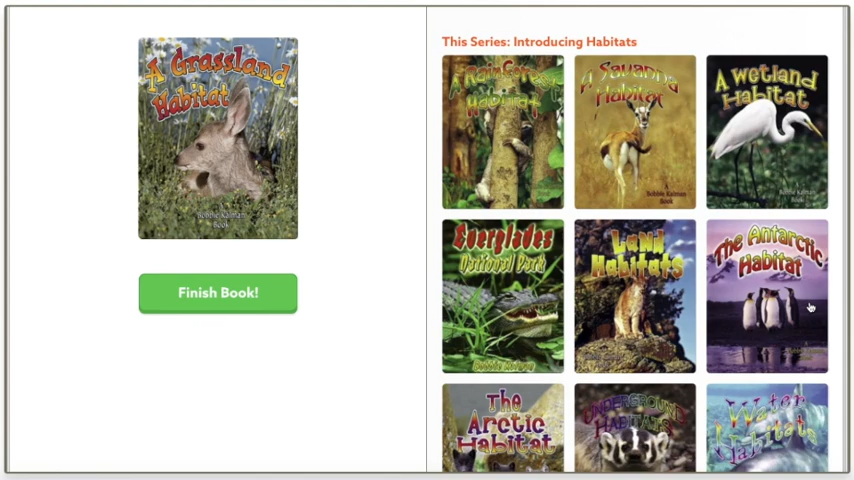 A Grassland
Habitat
A
Bobbie Kalman
Book
Finish Book!
This Series: Introducing Habitats
A Rainforest
Habitat
A Savanna
Habitat
A
Bobbie Kalman
Book
A Wetland
Habitat
A
Bobbie Kalman
Book
Everglades
National Park
Bobbie Kalman
Land
Habitats
The Antarctic
Habitat
The
Arctic
Habitat
UNDERGROUND
HABITATS
Water
Habitats